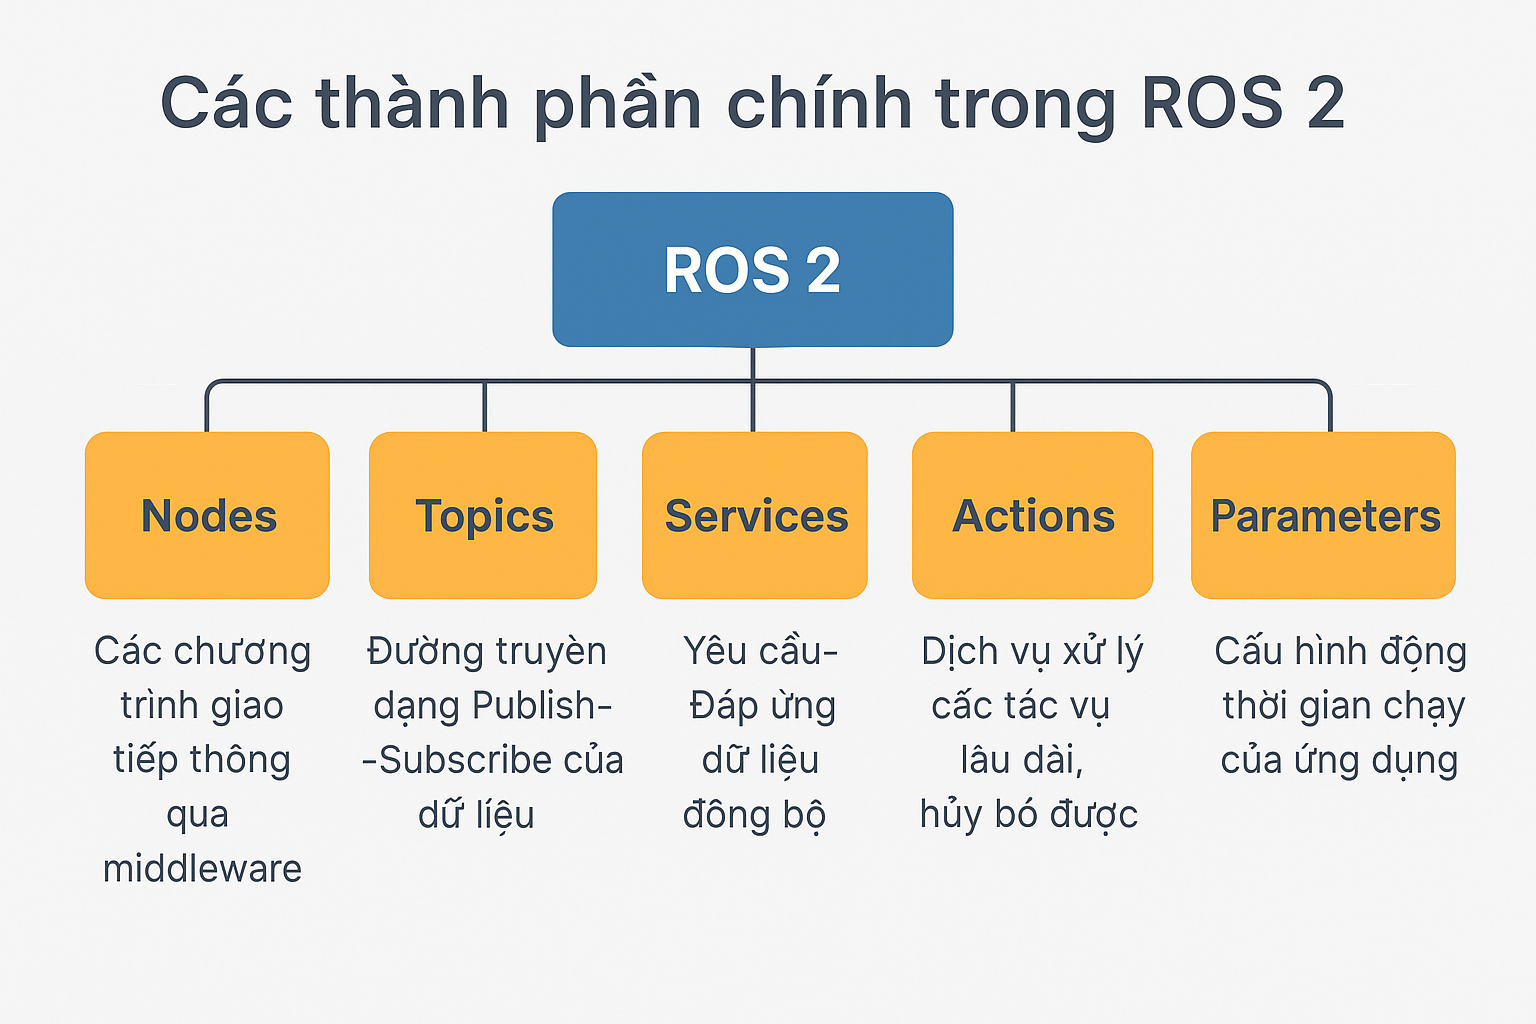 Các thành phần chính trong ROS 2
ROS 2
Nodes
Các chương
trình giao
tiếp thông
qua
middleware
Topics
Đường truyèn
dạng Publish-
-Subscribe của
dữ líệu
Services
Yêu cầu-
Đáp ừng
dữ liệu
đông bộ
Actions
Dịch vụ xử lý
cấc tác vụ
lâu dài,
hủy bó được
Parameters
Cấu hình động
thời gian chạy
của ứng dụng